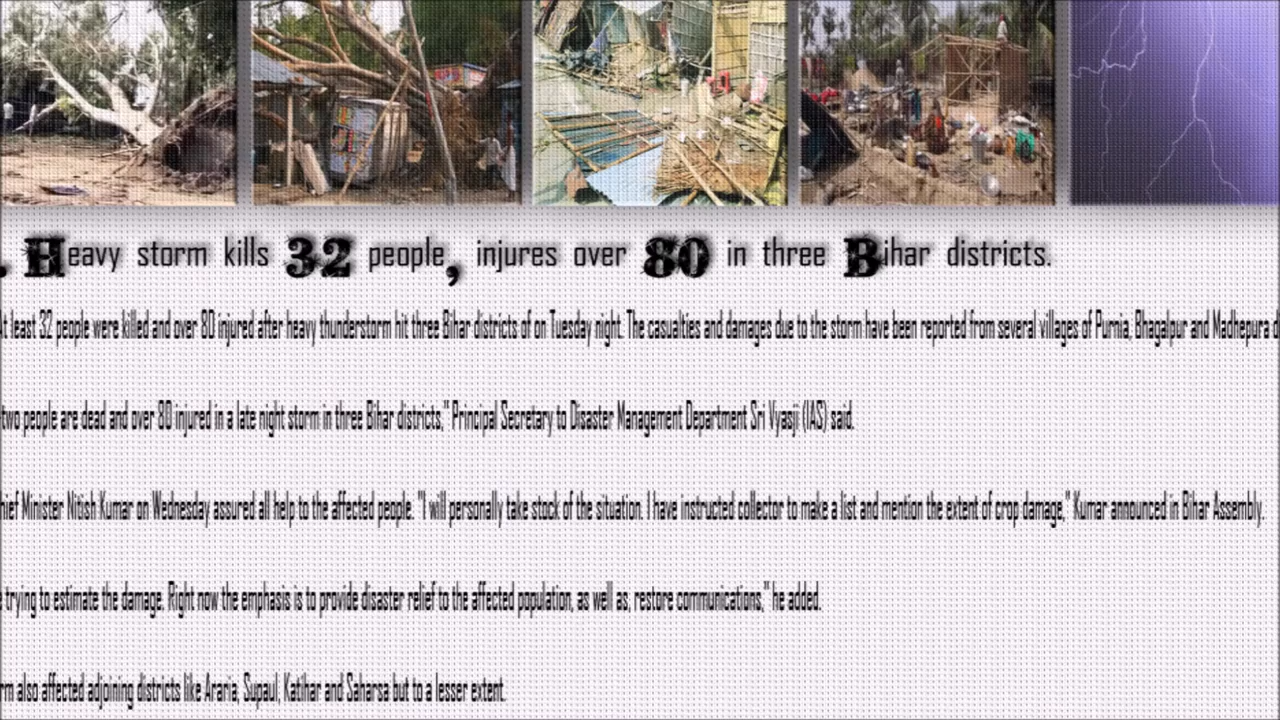 . Heavy storm kills 32 people, injures over 80 in three Bihar districts.
At least 32 people were killed and over 80 injured after heavy thunderstorm hit three Bihar districts of on Tuesday night. The casualties and damages due to the storm have been reported from several villages of Purnia, Bhagalpur and Madhepura d
two people are dead and over 80 injured in a late night storm in three Bihar districts," Principal Secretary to Disaster Management Department Sri Vyasji (IAS) said.
hief Minister Nitish Kumar on Wednesday assured all help to the affected people. "I will personally take stock of the situation. I have instructed collector to make a list and mention the extent of crop damage," Kumar announced in Bihar Assembly.
trying to estimate the damage. Right now the emphasis is to provide disaster relief to the affected population, as well as, restore communications," he added.
rm also affected adjoining districts like Araria, Supaul, Katihar and Saharsa but to a lesser extent.